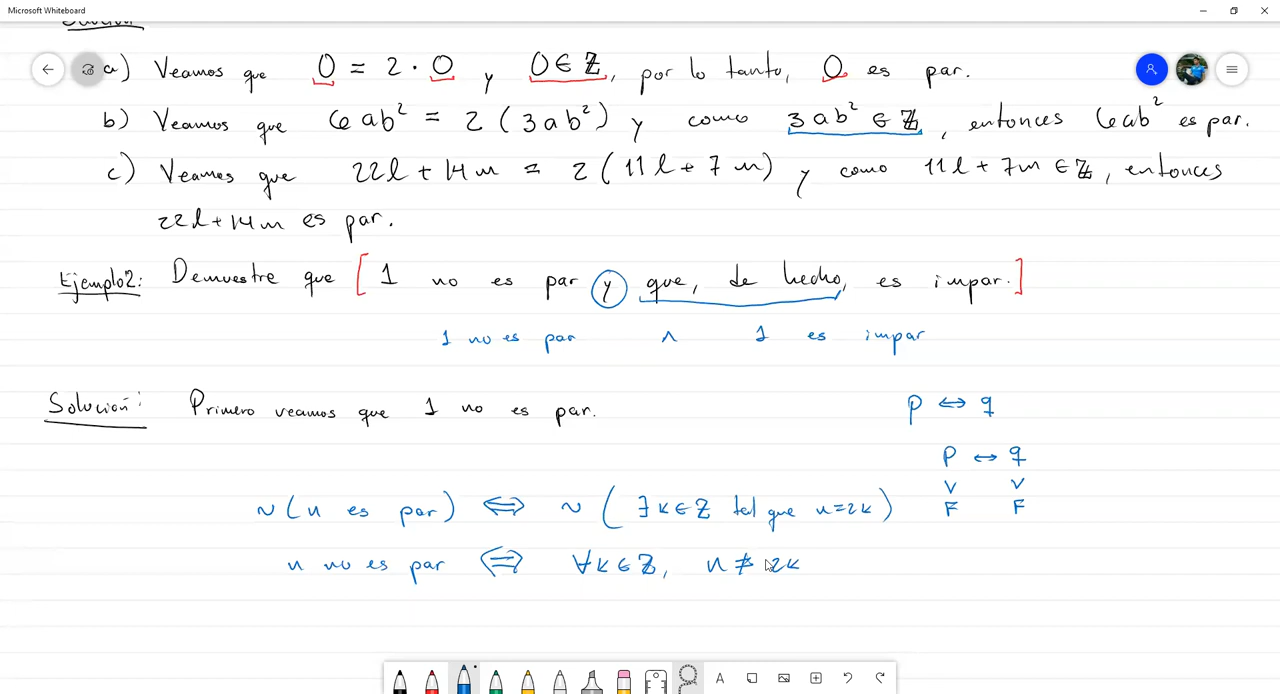 Microsoft Whiteboard
a) Veamos que 0 = 2 · 0 y 0 ∈ ℤ, por lo tanto, 0 es par.
b) Veamos que 6ab² = 2 (3ab²) y como 3ab² ∈ ℤ, entonces 6ab² es par.
c) Veamos que 22l + 14m = 2 (11l + 7m) y como 11l + 7m ∈ ℤ, entonces
22l + 14m es par.
Ejemplo2: Demuestre que [ 1 no es par y que, de hecho, es impar. ]
1 no es par ∧ 1 es impar
Solución: Primero veamos que 1 no es par.
p ↔ q
p ↔ q
V V
F F
~ (n es par) ⇔ ~ ( ∃ k ∈ ℤ tal que n = 2k )
n no es par ⇔ ∀ k ∈ ℤ, n ≠ 2k